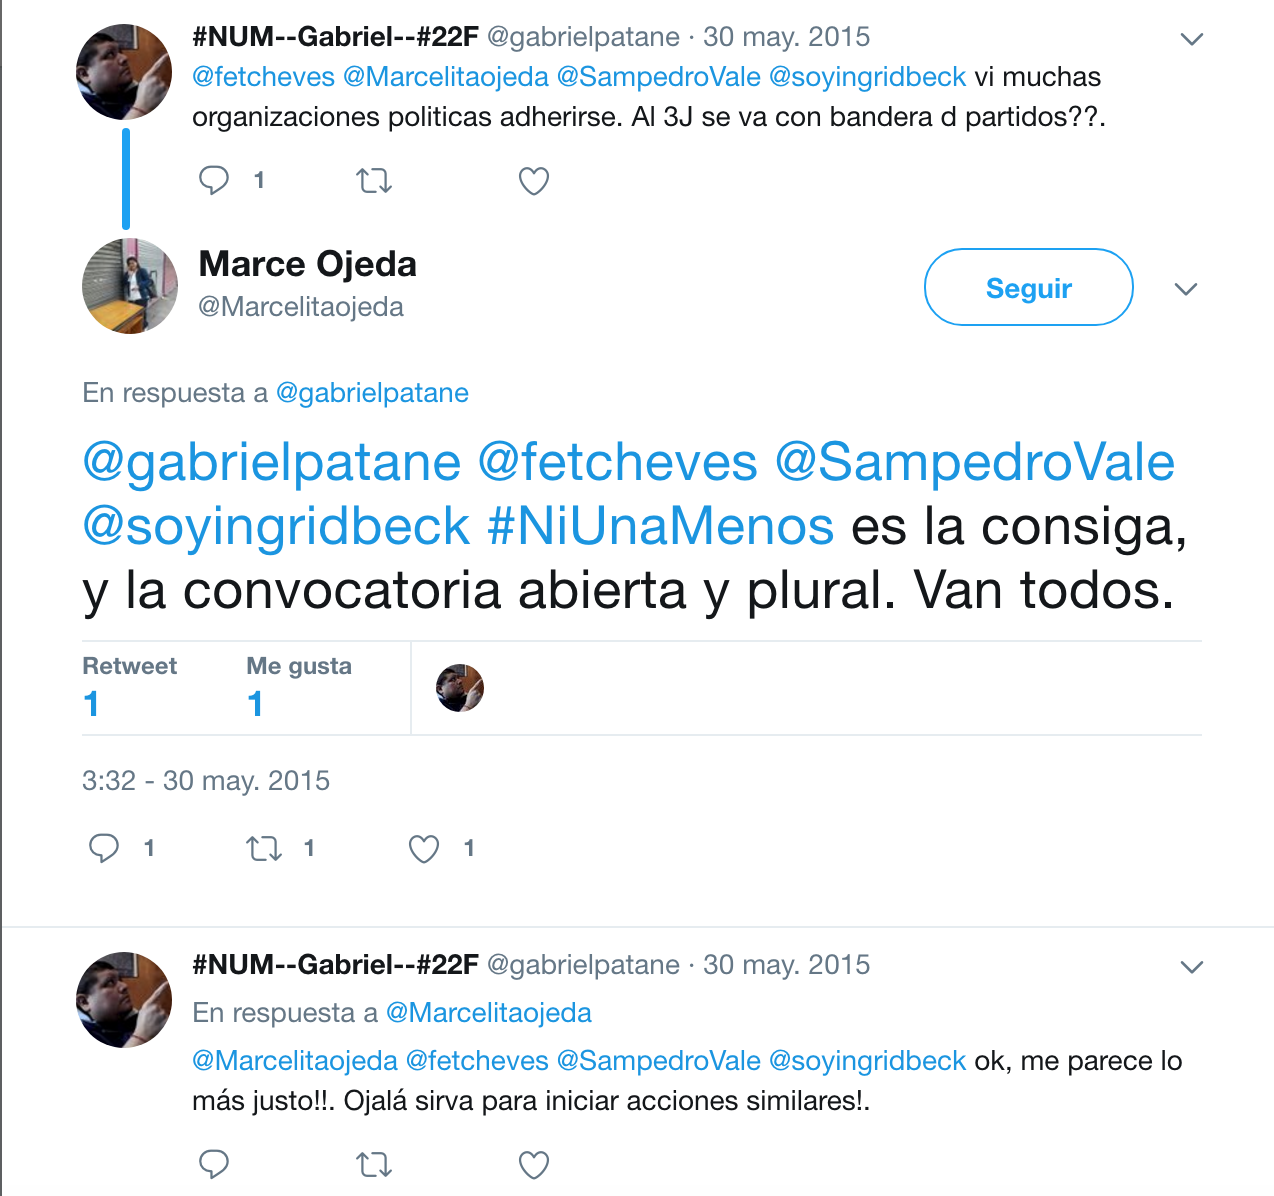 #NUM--Gabriel--#22F @gabrielpatane · 30 may. 2015
@fetcheves @Marcelitaojeda @SampedroVale @soyingridbeck vi muchas
organizaciones politicas adherirse. Al 3J se va con bandera d partidos??.
1
Marce Ojeda
@Marcelitaojeda
Seguir
En respuesta a @gabrielpatane
@gabrielpatane @fetcheves @SampedroVale
@soyingridbeck #NiUnaMenos es la consiga,
y la convocatoria abierta y plural. Van todos.
Retweet Me gusta
1 1
3:32 - 30 may. 2015
1 1 1
#NUM--Gabriel--#22F @gabrielpatane · 30 may. 2015
En respuesta a @Marcelitaojeda
@Marcelitaojeda @fetcheves @SampedroVale @soyingridbeck ok, me parece lo
más justo!!. Ojalá sirva para iniciar acciones similares!.